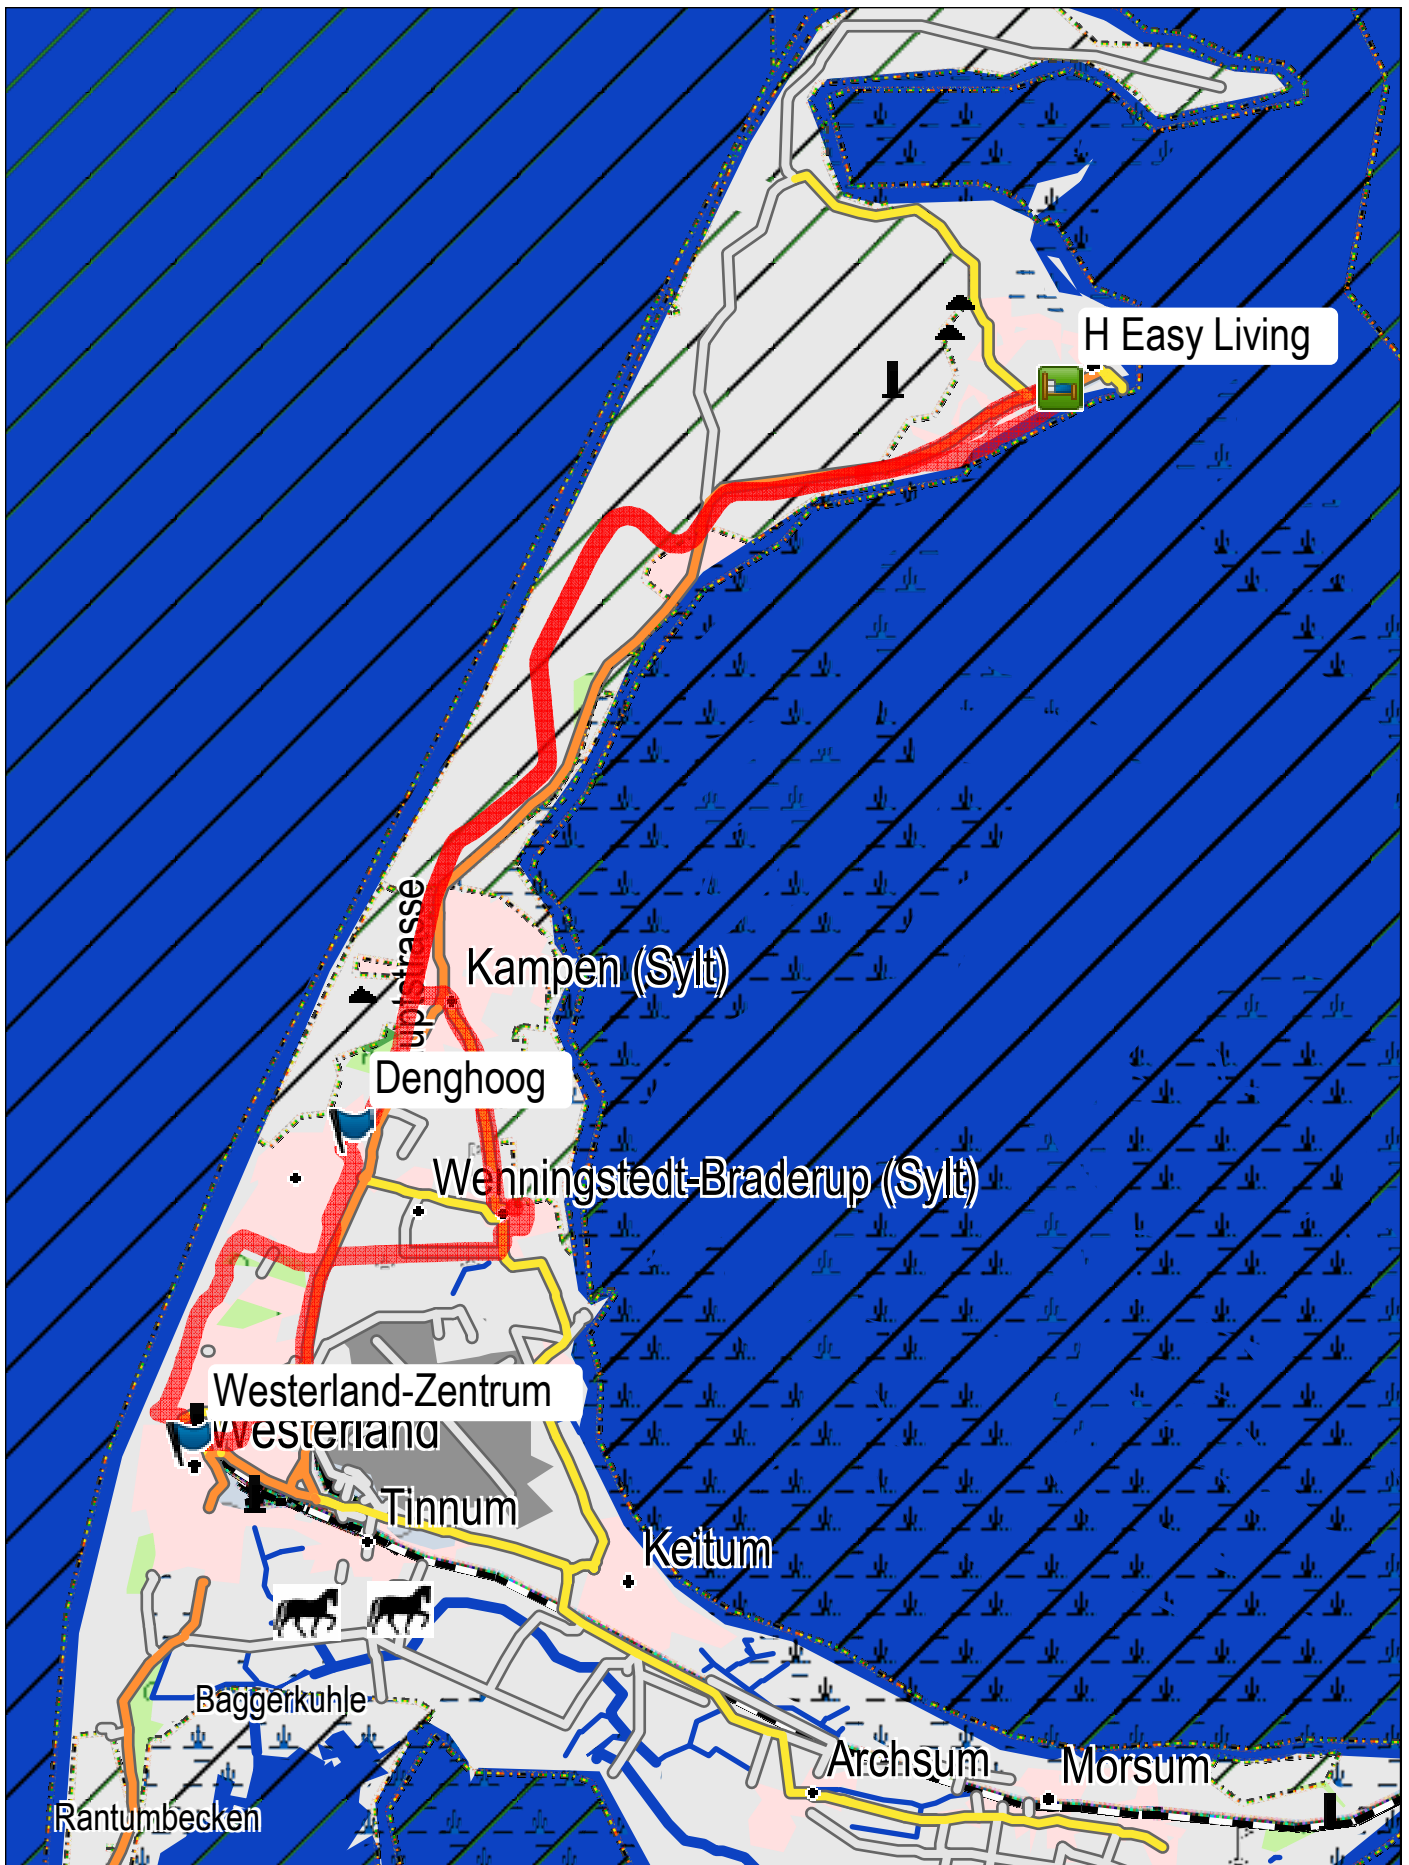 H Easy Living
Kampen (Sylt)
Denghoog
Wenningstedt-Braderup (Sylt)
Westerland-Zentrum
Westerland
Tinnum
Keitum
Baggerkuhle
Archsum
Morsum
Rantumbecken